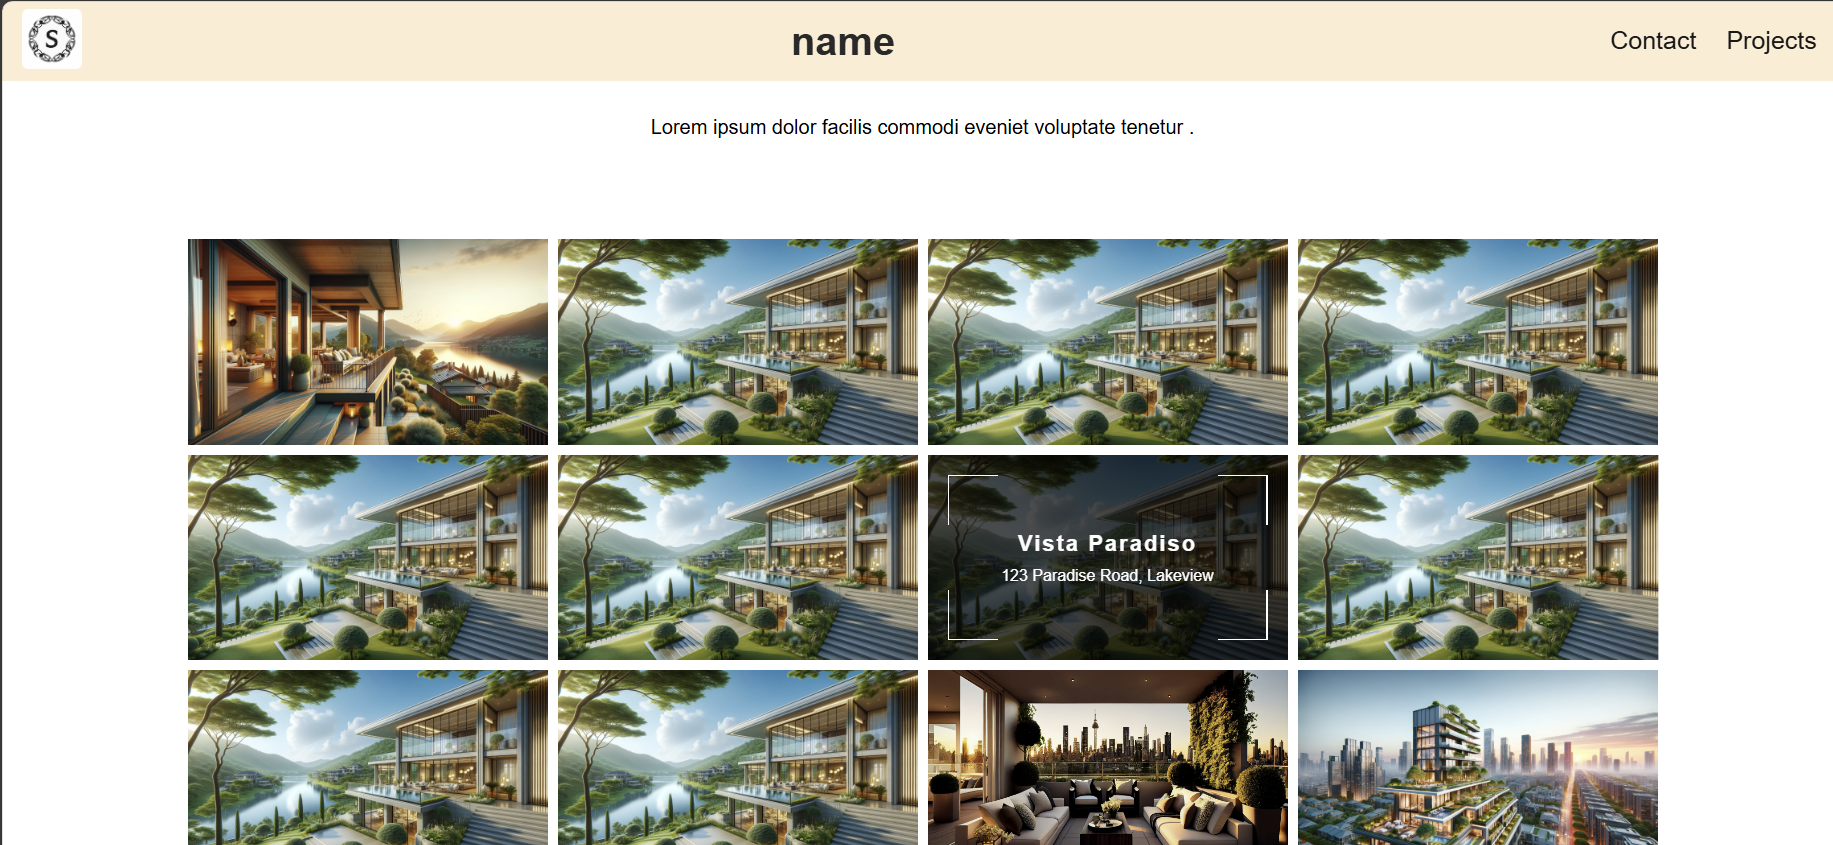 S
name
Contact
Projects
Lorem ipsum dolor facilis commodi eveniet voluptate tenetur .
Vista Paradiso
123 Paradise Road, Lakeview